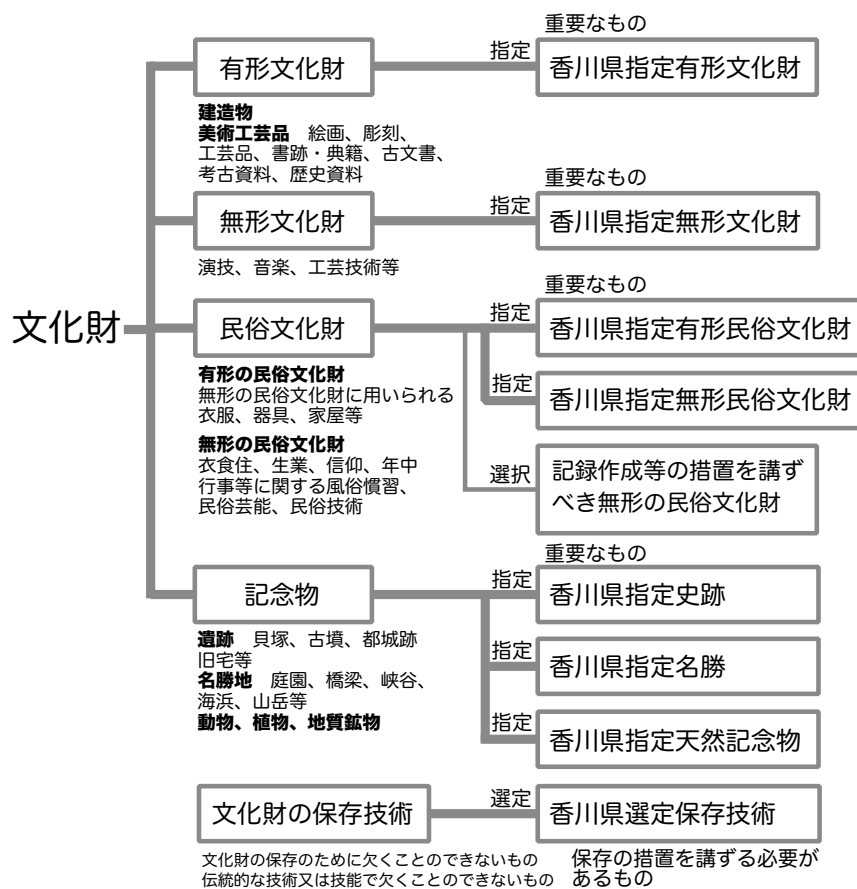 文化財
有形文化財
建造物
美術工芸品　絵画、彫刻、
工芸品、書跡・典籍、古文書、
考古資料、歴史資料
指定
重要なもの
香川県指定有形文化財
無形文化財
演技、音楽、工芸技術等
指定
重要なもの
香川県指定無形文化財
民俗文化財
有形の民俗文化財
無形の民俗文化財に用いられる
衣服、器具、家屋等
無形の民俗文化財
衣食住、生業、信仰、年中
行事等に関する風俗慣習、
民俗芸能、民俗技術
指定
重要なもの
香川県指定有形民俗文化財
指定
香川県指定無形民俗文化財
選択
記録作成等の措置を講ず
べき無形の民俗文化財
記念物
遺跡　貝塚、古墳、都城跡
旧宅等
名勝地　庭園、橋梁、峡谷、
海浜、山岳等
動物、植物、地質鉱物
指定
重要なもの
香川県指定史跡
指定
香川県指定名勝
指定
香川県指定天然記念物
文化財の保存技術
文化財の保存のために欠くことのできないもの
伝統的な技術又は技能で欠くことのできないもの
選定
香川県選定保存技術
保存の措置を講ずる必要が
あるもの